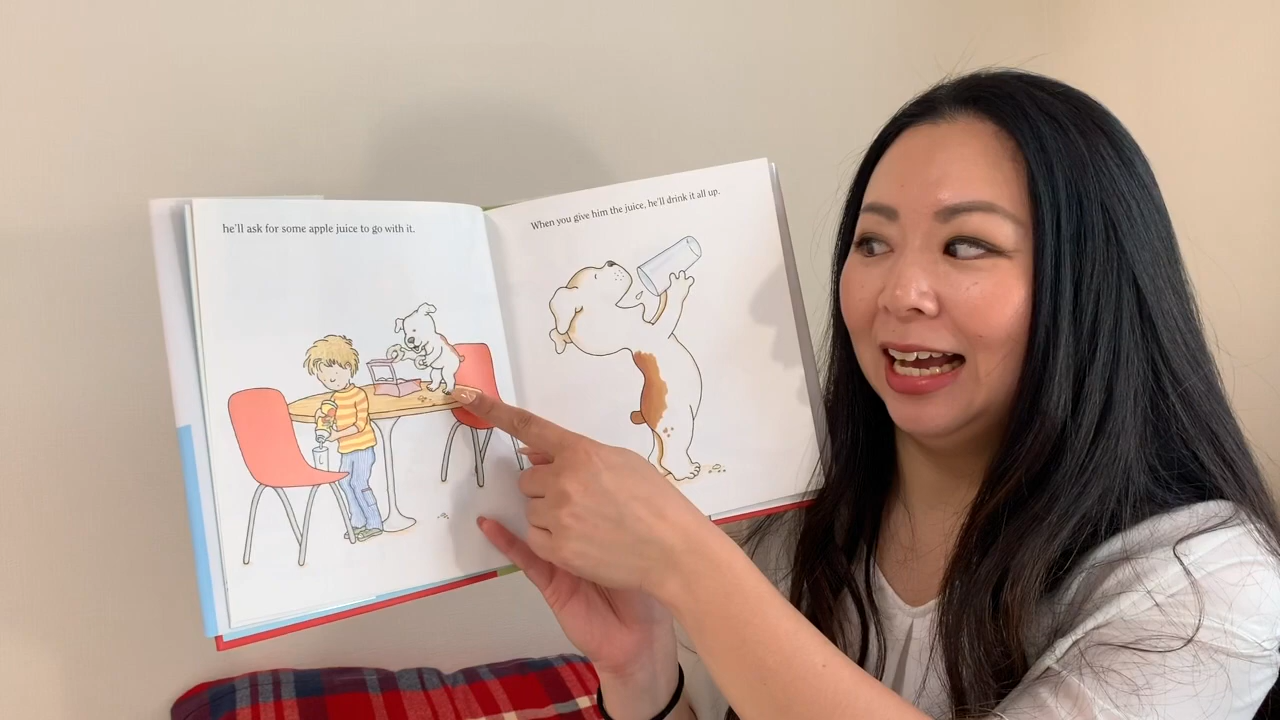 he'll ask for some apple juice to go with it.
When you give him the juice, he'll drink it all up.